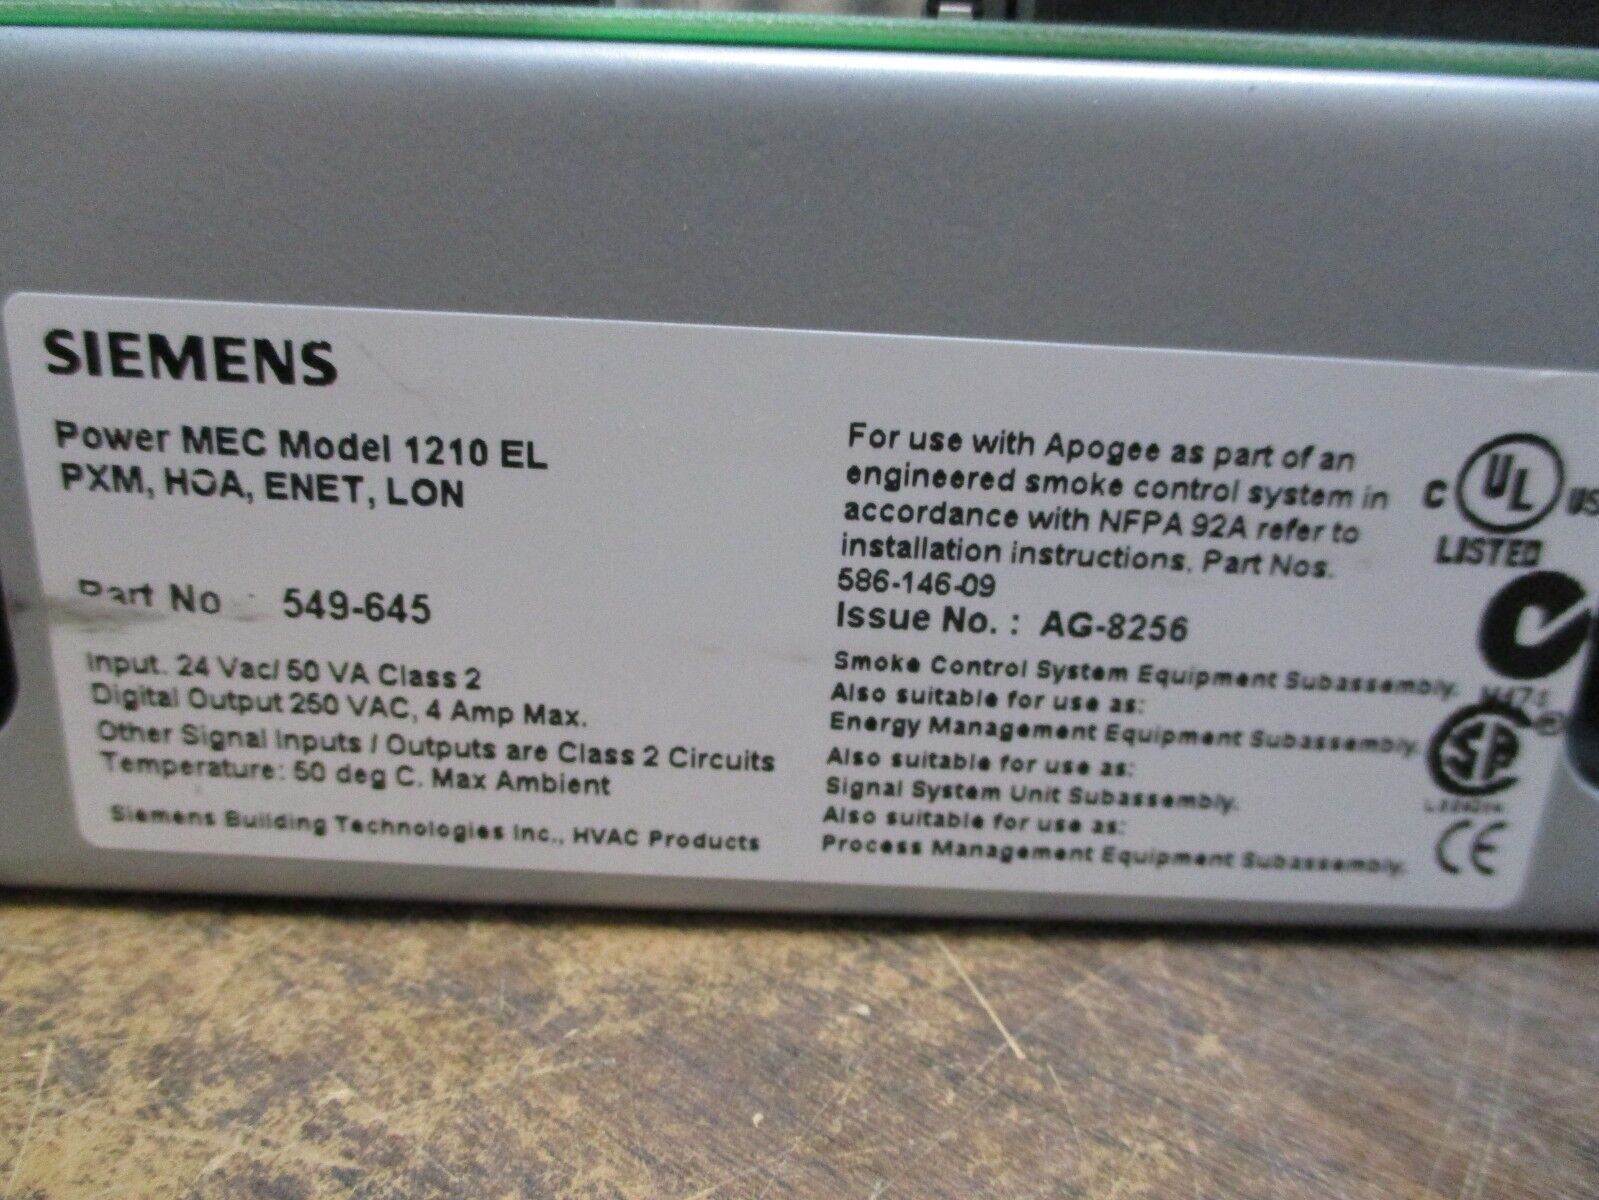 SIEMENS
Power MEC Model 1210 EL
PXM, HOA, ENET, LON
Part No : 549-645
Input. 24 Vac/ 50 VA Class 2
Digital Output 250 VAC, 4 Amp Max.
Other Signal Inputs / Outputs are Class 2 Circuits
Temperature: 50 deg C. Max Ambient
Siemens Building Technologies Inc., HVAC Products
For use with Apogee as part of an
engineered smoke control system in
accordance with NFPA 92A refer to
installation instructions, Part Nos.
586-146-09
Issue No. : AG-8256
Smoke Control System Equipment Subassembly.
Also suitable for use as:
Energy Management Equipment Subassembly.
Also suitable for use as:
Signal System Unit Subassembly.
Also suitable for use as:
Process Management Equipment Subassembly.
C UL US
LISTED
CE